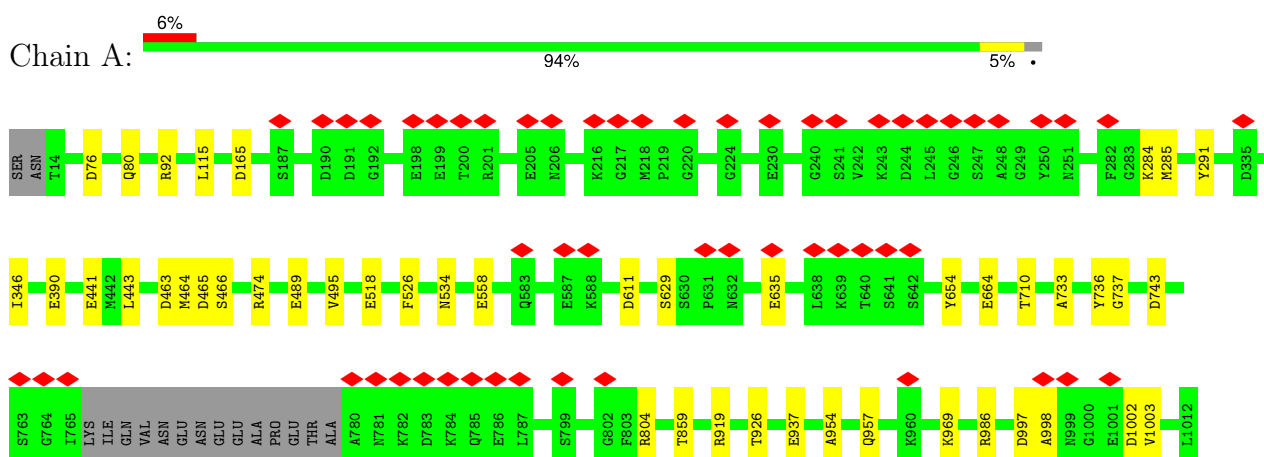 6%
Chain A:
94% 5% •
SER ASN T14 D76 Q80 R92 L115 D165 S187 D190 D191 G192 E198 E199 T200 R201 E205 N206 K216 G217 M218 P219 G220 G224 E230 G240 S241 V242 K243 D244 L245 G246 S247 A248 G249 Y250 N251 F282 G283 K284 M285 Y291 D335
I346 E390 E441 M442 L443 D463 M464 D465 S466 R474 E489 V495 E518 F526 N534 E558 Q583 E587 K588 D611 S629 S630 P631 N632 E635 L638 K639 T640 S641 S642 Y654 E664 T710 A733 Y736 G737 D743
S763 G764 I765 LYS ILE GLN VAL ASN GLU ASN GLU GLU ALA PRO GLU THR ALA A780 N781 K782 D783 K784 Q785 E786 L787 S799 G802 F803 R804 T859 R919 T926 E937 A954 Q957 K960 K969 R986 D997 A998 N999 G1000 E1001 D1002 V1003 L1012